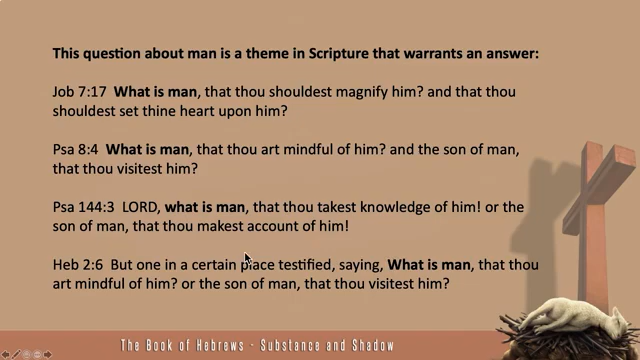 This question about man is a theme in Scripture that warrants an answer:
Job 7:17 What is man, that thou shouldest magnify him? and that thou
shouldest set thine heart upon him?
Psa 8:4 What is man, that thou art mindful of him? and the son of man,
that thou visitest him?
Psa 144:3 LORD, what is man, that thou takest knowledge of him! or the
son of man, that thou makest account of him!
Heb 2:6 But one in a certain place testified, saying, What is man, that thou
art mindful of him? or the son of man, that thou visitest him?
The Book of Hebrews - Substance and Shadow